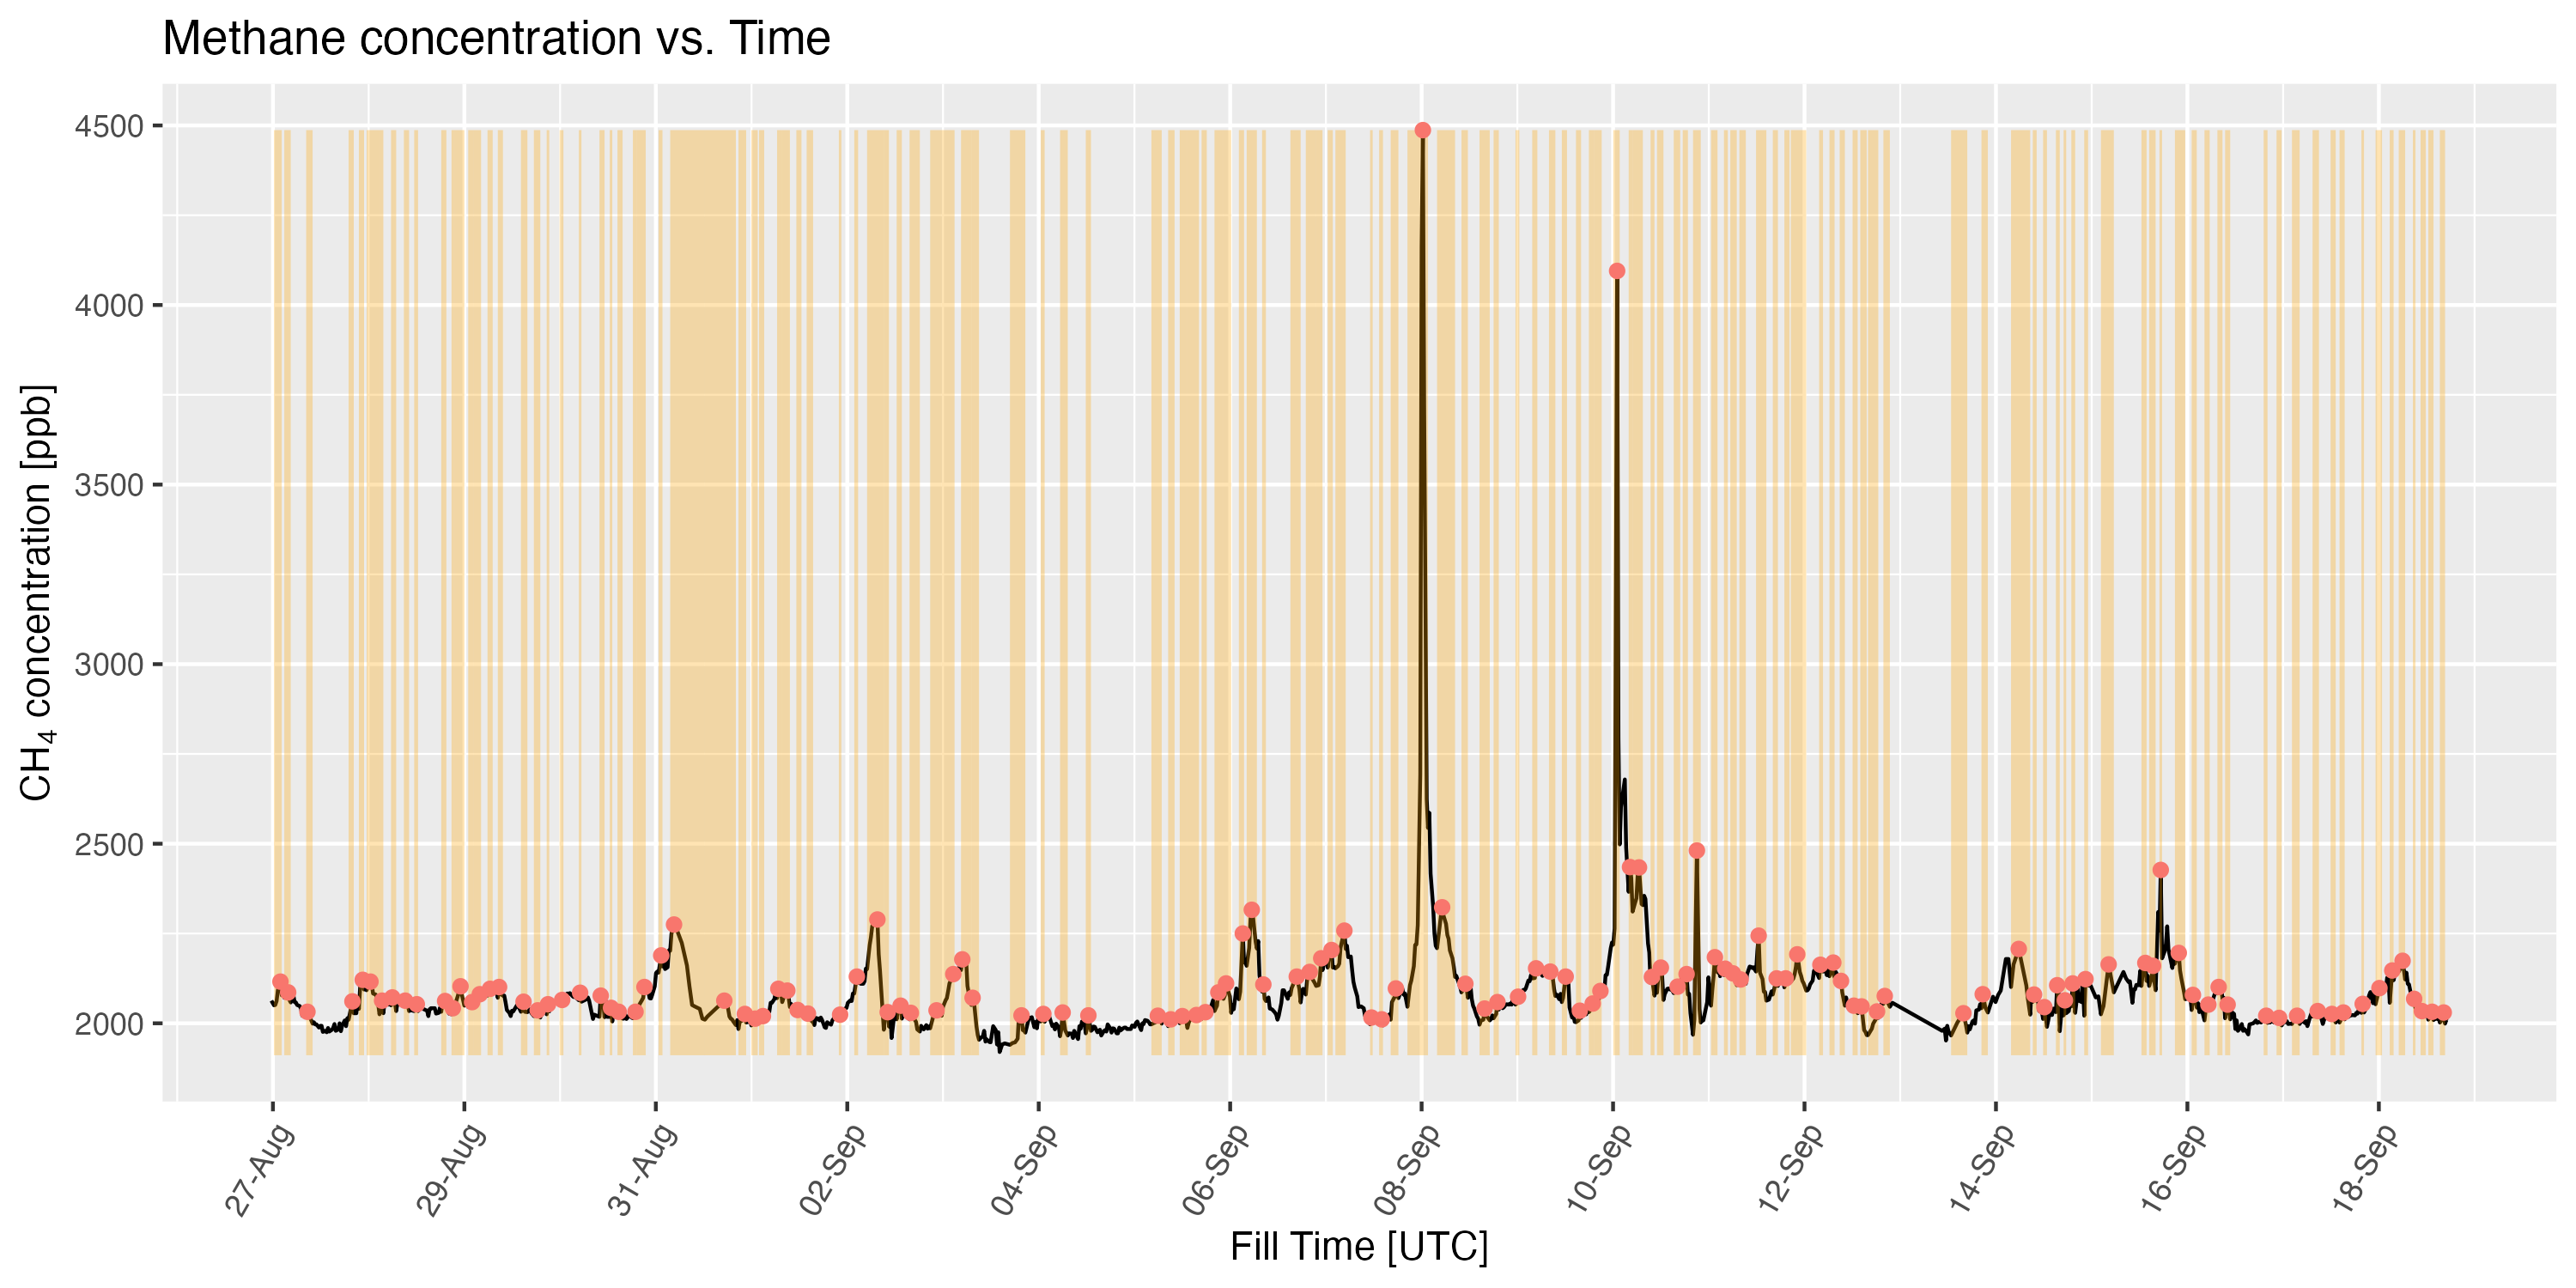 Methane concentration vs. Time
CH₄ concentration [ppb]
4500
4000
3500
3000
2500
2000
27-Aug
29-Aug
31-Aug
02-Sep
04-Sep
06-Sep
08-Sep
10-Sep
12-Sep
14-Sep
16-Sep
18-Sep
Fill Time [UTC]